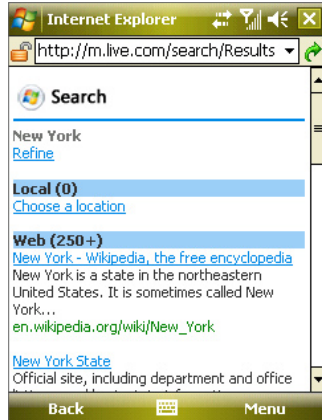 Internet Explorer
http://m.live.com/search/Results
Search
New York
Refine
Local (0)
Choose a location
Web (250+)
New York - Wikipedia, the free encyclopedia
New York is a state in the northeastern
United States. It is sometimes called New
York...
en.wikipedia.org/wiki/New_York
New York State
Official site, including department and office
Back
Menu